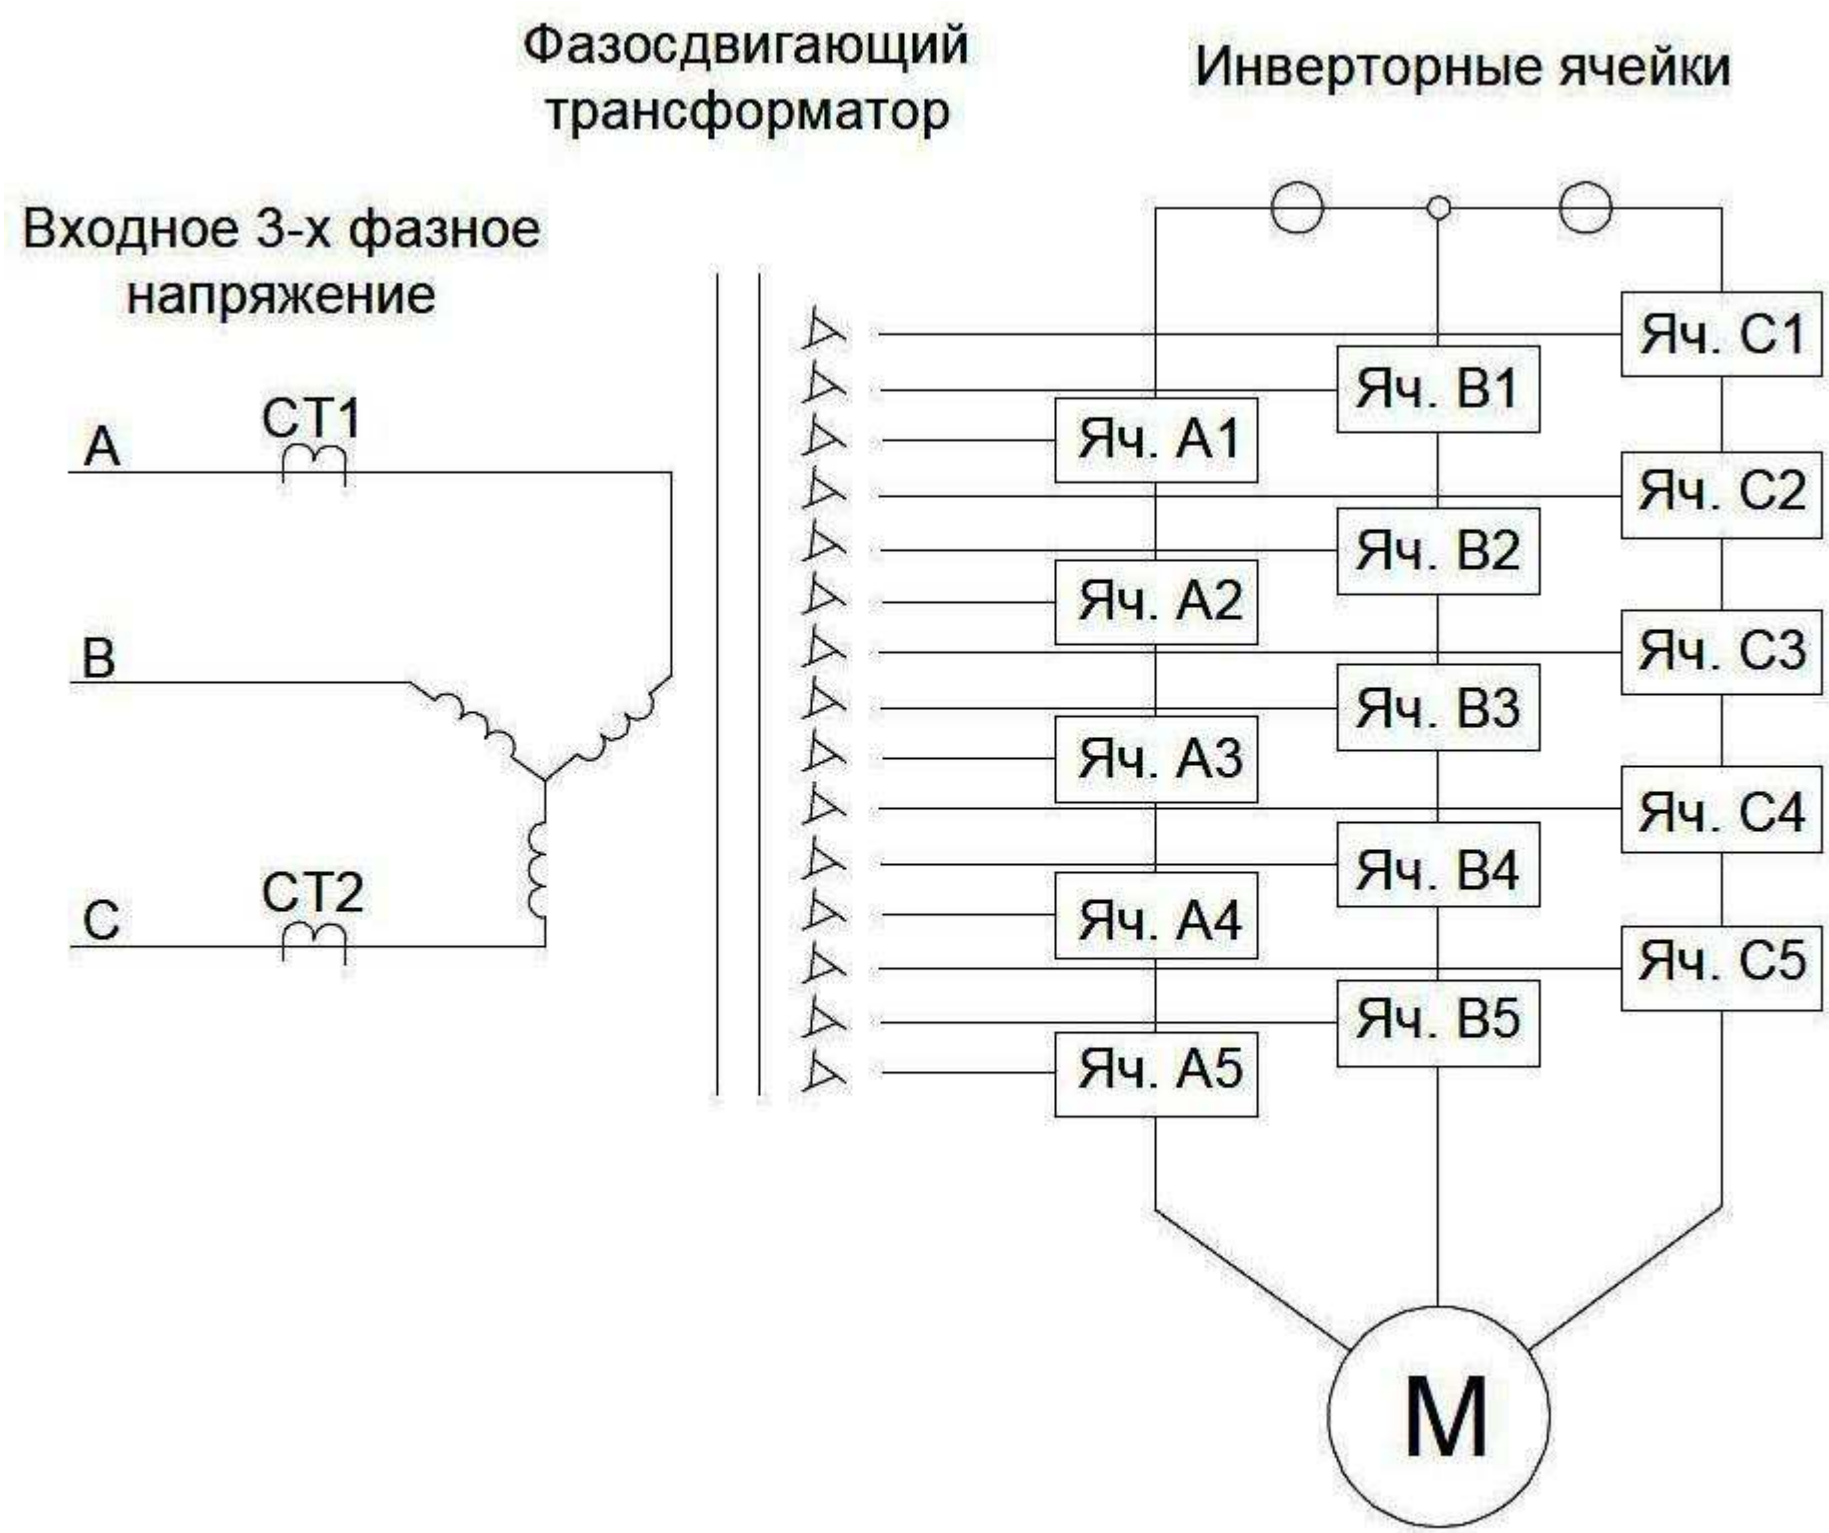 Фазосдвигающий
трансформатор
Инверторные ячейки
Входное 3-х фазное
напряжение
Яч. C1
Яч. B1
CT1
A
Яч. A1
Яч. C2
Яч. B2
Яч. A2
B
Яч. C3
Яч. B3
Яч. A3
Яч. C4
Яч. B4
CT2
C
Яч. A4
Яч. C5
Яч. B5
Яч. A5
M